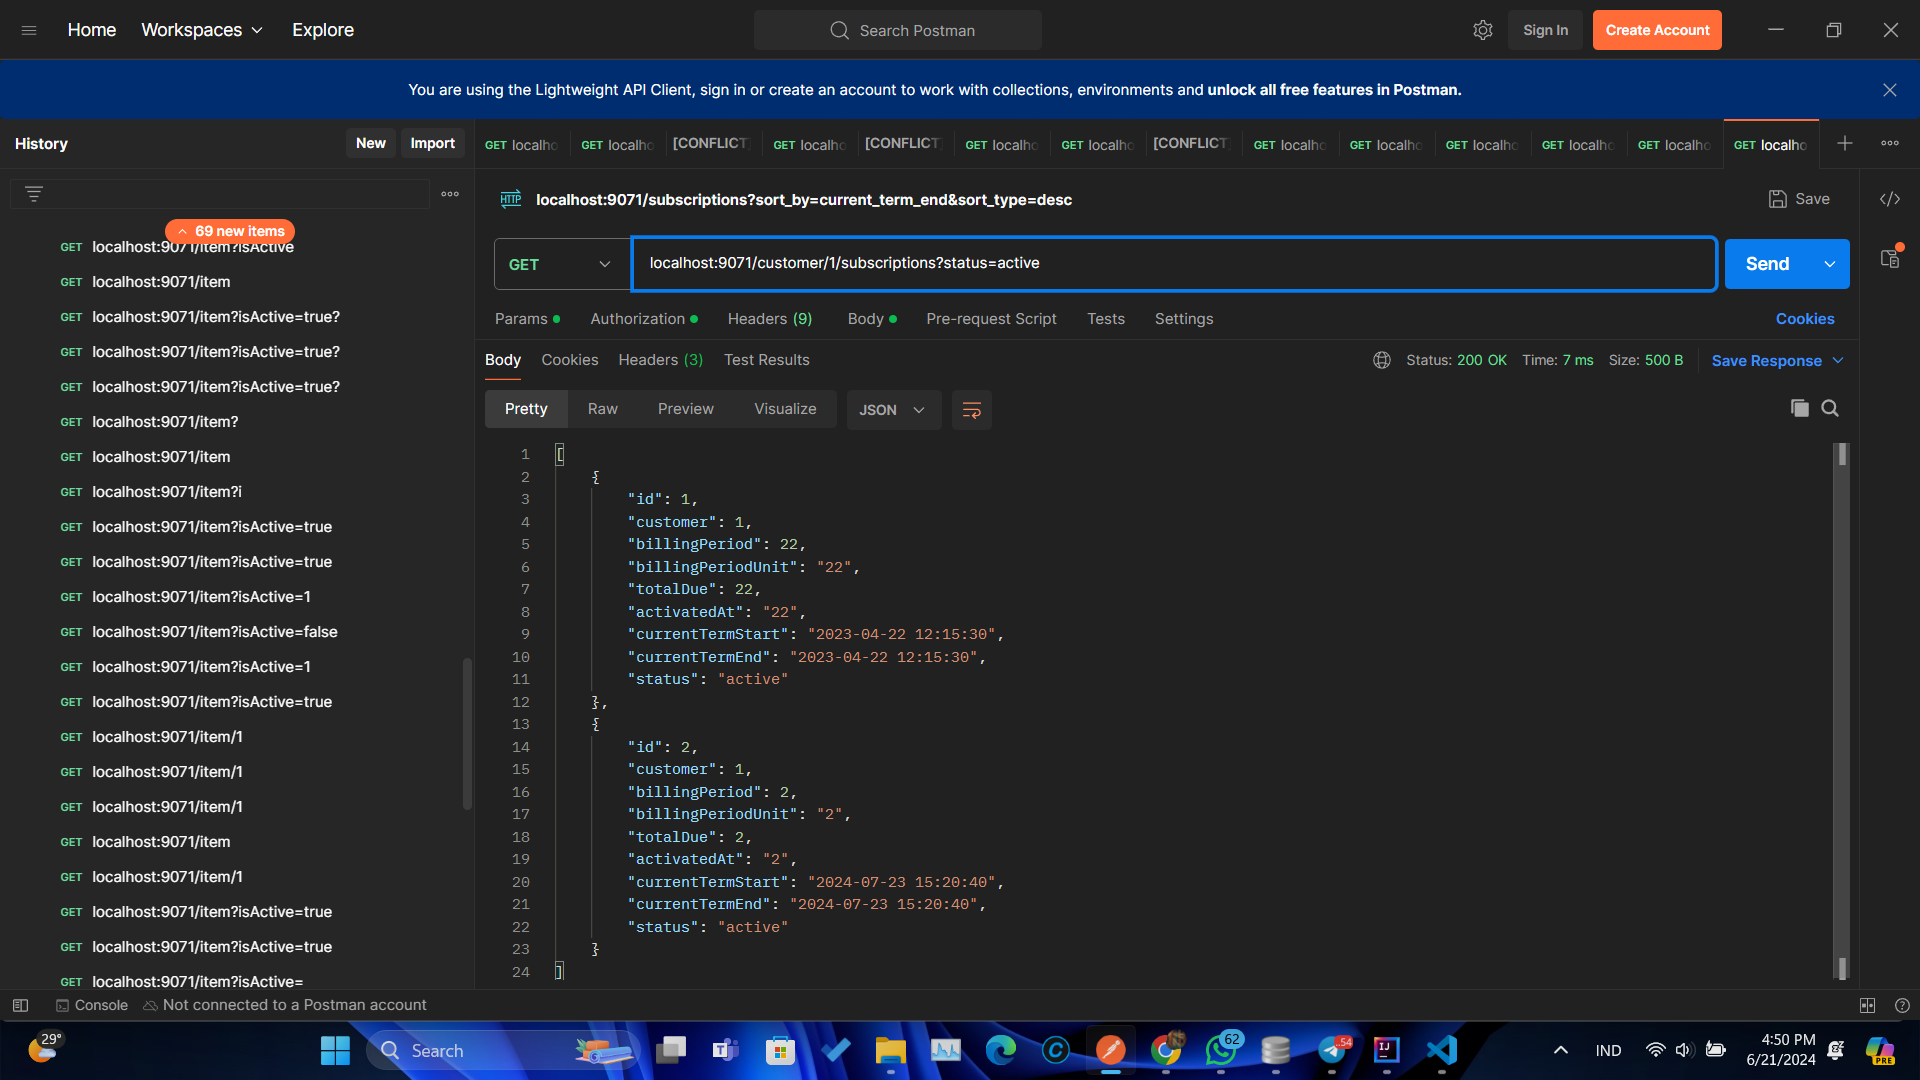 Home
Workspaces
Explore
Search Postman
Sign In
Create Account
You are using the Lightweight API Client, sign in or create an account to work with collections, environments and unlock all free features in Postman.
History
New
Import
GET localho
GET localho
[CONFLICT]
GET localho
[CONFLICT]
GET localho
GET localho
[CONFLICT]
GET localho
GET localho
GET localho
GET localho
GET localho
GET localho
69 new items
GET localhost:9071/item?isActive
GET localhost:9071/item
GET localhost:9071/item?isActive=true?
GET localhost:9071/item?isActive=true?
GET localhost:9071/item?isActive=true?
GET localhost:9071/item?
GET localhost:9071/item
GET localhost:9071/item?i
GET localhost:9071/item?isActive=true
GET localhost:9071/item?isActive=true
GET localhost:9071/item?isActive=1
GET localhost:9071/item?isActive=false
GET localhost:9071/item?isActive=1
GET localhost:9071/item?isActive=true
GET localhost:9071/item/1
GET localhost:9071/item/1
GET localhost:9071/item/1
GET localhost:9071/item
GET localhost:9071/item/1
GET localhost:9071/item?isActive=true
GET localhost:9071/item?isActive=true
GET localhost:9071/item?isActive=
HTTP localhost:9071/subscriptions?sort_by=current_term_end&sort_type=desc
Save
GET
localhost:9071/customer/1/subscriptions?status=active
Send
Params
Authorization
Headers (9)
Body
Pre-request Script
Tests
Settings
Cookies
Body
Cookies
Headers (3)
Test Results
Status: 200 OK
Time: 7 ms
Size: 500 B
Save Response
Pretty
Raw
Preview
Visualize
JSON
1 [
2 {
3 "id": 1,
4 "customer": 1,
5 "billingPeriod": 22,
6 "billingPeriodUnit": "22",
7 "totalDue": 22,
8 "activatedAt": "22",
9 "currentTermStart": "2023-04-22 12:15:30",
10 "currentTermEnd": "2023-04-22 12:15:30",
11 "status": "active"
12 },
13 {
14 "id": 2,
15 "customer": 1,
16 "billingPeriod": 2,
17 "billingPeriodUnit": "2",
18 "totalDue": 2,
19 "activatedAt": "2",
20 "currentTermStart": "2024-07-23 15:20:40",
21 "currentTermEnd": "2024-07-23 15:20:40",
22 "status": "active"
23 }
24 ]
Console
Not connected to a Postman account
29°
Search
62
54
IND
4:50 PM
6/21/2024
PRE